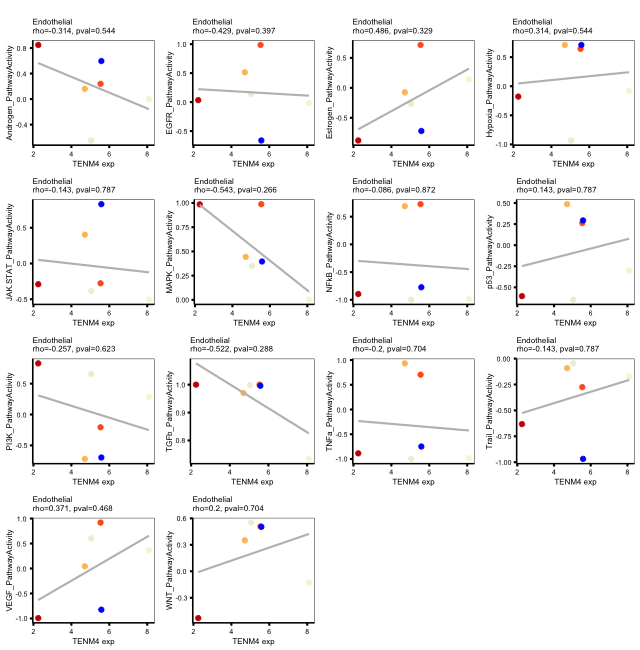 Endothelial
rho=-0.314, pval=0.544
Androgen_PathwayActivity
0.8
0.4
0.0
-0.4
2 4 6 8
TENM4 exp
Endothelial
rho=-0.429, pval=0.397
EGFR_PathwayActivity
1.0
0.5
0.0
-0.5
2 4 6 8
TENM4 exp
Endothelial
rho=0.486, pval=0.329
Estrogen_PathwayActivity
0.5
0.0
-0.5
2 4 6 8
TENM4 exp
Endothelial
rho=0.314, pval=0.544
Hypoxia_PathwayActivity
0.5
0.0
-0.5
-1.0
2 4 6 8
TENM4 exp
Endothelial
rho=-0.143, pval=0.787
JAK-STAT_PathwayActivity
0.5
0.0
-0.5
2 4 6 8
TENM4 exp
Endothelial
rho=-0.543, pval=0.266
MAPK_PathwayActivity
1.00
0.75
0.50
0.25
0.00
2 4 6 8
TENM4 exp
Endothelial
rho=-0.086, pval=0.872
NFkB_PathwayActivity
0.5
0.0
-0.5
-1.0
2 4 6 8
TENM4 exp
Endothelial
rho=0.143, pval=0.787
p53_PathwayActivity
0.50
0.25
0.00
-0.25
-0.50
2 4 6 8
TENM4 exp
Endothelial
rho=-0.257, pval=0.623
PI3K_PathwayActivity
0.5
0.0
-0.5
2 4 6 8
TENM4 exp
Endothelial
rho=-0.522, pval=0.288
TGFb_PathwayActivity
1.0
0.9
0.8
2 4 6 8
TENM4 exp
Endothelial
rho=-0.2, pval=0.704
TNFa_PathwayActivity
1.0
0.5
0.0
-0.5
-1.0
2 4 6 8
TENM4 exp
Endothelial
rho=-0.143, pval=0.787
Trail_PathwayActivity
0.00
-0.25
-0.50
-0.75
-1.00
2 4 6 8
TENM4 exp
Endothelial
rho=0.371, pval=0.468
VEGF_PathwayActivity
1.0
0.5
0.0
-0.5
-1.0
2 4 6 8
TENM4 exp
Endothelial
rho=0.2, pval=0.704
WNT_PathwayActivity
0.6
0.3
0.0
-0.3
2 4 6 8
TENM4 exp